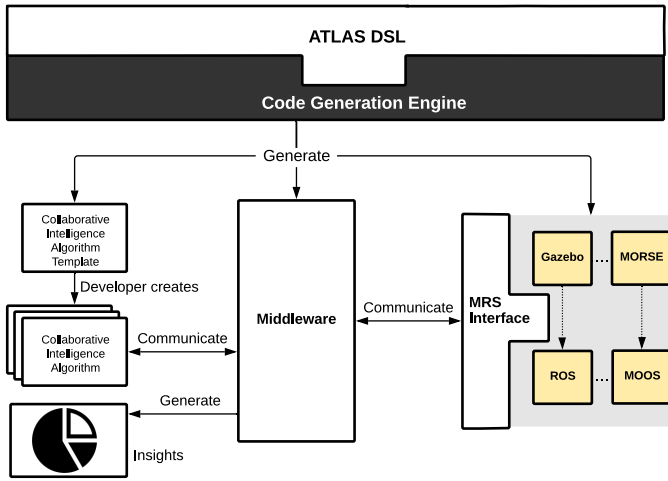 ATLAS DSL
Code Generation Engine
Generate
Collaborative
Intelligence
Algorithm
Template
Developer creates
Collaborative
Intelligence
Algorithm
Communicate
Middleware
Communicate
MRS
Interface
Gazebo
...
MORSE
ROS
...
MOOS
Generate
Insights